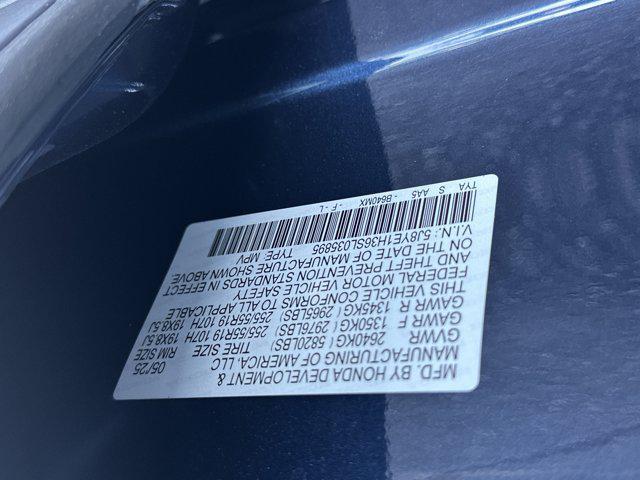 MFD. BY HONDA DEVELOPMENT & 05/25
MANUFACTURING OF AMERICA, LLC
GVWR 2640KG (5820LBS) TIRE SIZE RIM SIZE
GAWR F 1350KG (2976LBS) 255/55R19 107H 19X8.5J
GAWR R 1345KG (2965LBS) 255/55R19 107H 19X8.5J
THIS VEHICLE CONFORMS TO ALL APPLICABLE
FEDERAL MOTOR VEHICLE SAFETY
AND THEFT PREVENTION STANDARDS IN EFFECT
ON THE DATE OF MANUFACTURE SHOWN ABOVE
V.I.N.: 5J8YE1H36SL035895 TYPE: MPV
TYA S AA5 - B640MX - F - L